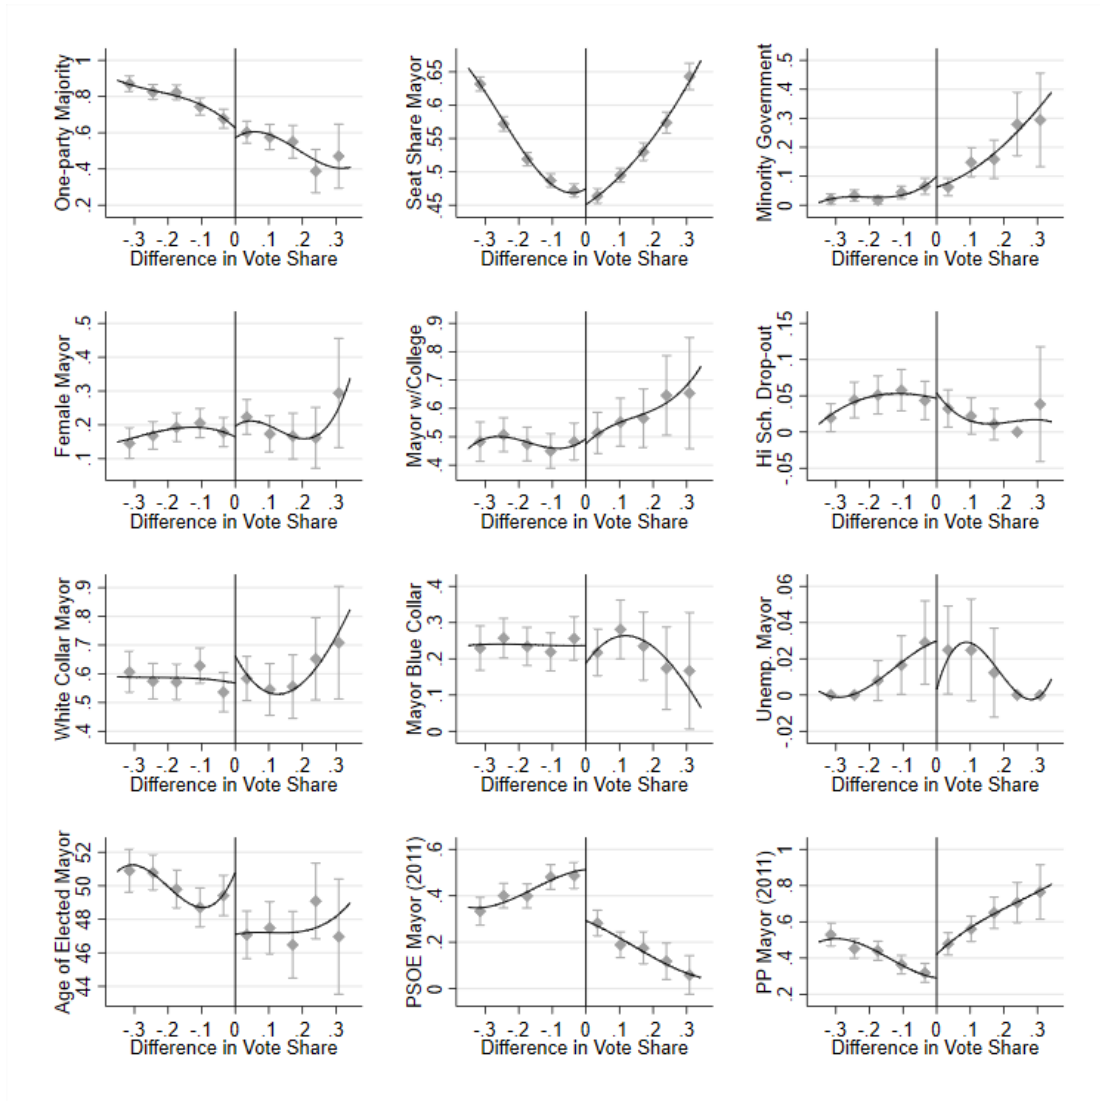 One-party Majority
1
.8
.6
.4
.2
-.3 -.2 -.1 0 .1 .2 .3
Difference in Vote Share
Seat Share Mayor
.65
.6
.55
.5
.45
-.3 -.2 -.1 0 .1 .2 .3
Difference in Vote Share
Minority Government
.5
.4
.3
.2
.1
0
-.3 -.2 -.1 0 .1 .2 .3
Difference in Vote Share
Female Mayor
.5
.4
.3
.2
.1
-.3 -.2 -.1 0 .1 .2 .3
Difference in Vote Share
Mayor w/College
.9
.8
.7
.6
.5
.4
-.3 -.2 -.1 0 .1 .2 .3
Difference in Vote Share
Hi Sch. Drop-out
.15
.1
.05
0
-.05
-.3 -.2 -.1 0 .1 .2 .3
Difference in Vote Share
White Collar Mayor
.9
.8
.7
.6
.5
.4
-.3 -.2 -.1 0 .1 .2 .3
Difference in Vote Share
Mayor Blue Collar
.4
.3
.2
.1
0
-.3 -.2 -.1 0 .1 .2 .3
Difference in Vote Share
Unemp. Mayor
.06
.04
.02
0
-.02
-.3 -.2 -.1 0 .1 .2 .3
Difference in Vote Share
Age of Elected Mayor
52
50
48
46
44
-.3 -.2 -.1 0 .1 .2 .3
Difference in Vote Share
PSOE Mayor (2011)
.6
.4
.2
0
-.3 -.2 -.1 0 .1 .2 .3
Difference in Vote Share
PP Mayor (2011)
1
.8
.6
.4
.2
-.3 -.2 -.1 0 .1 .2 .3
Difference in Vote Share